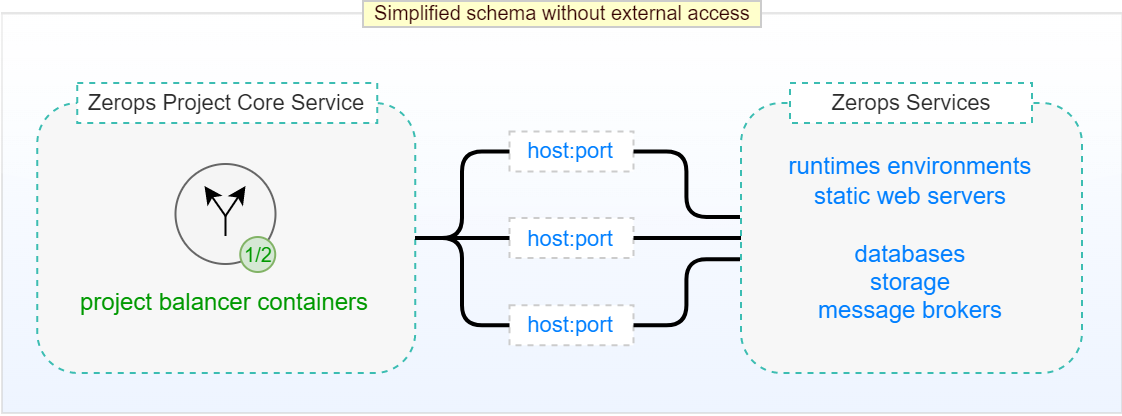 Simplified schema without external access
Zerops Project Core Service
1/2
project balancer containers
host:port
host:port
host:port
Zerops Services
runtimes environments
static web servers
databases
storage
message brokers